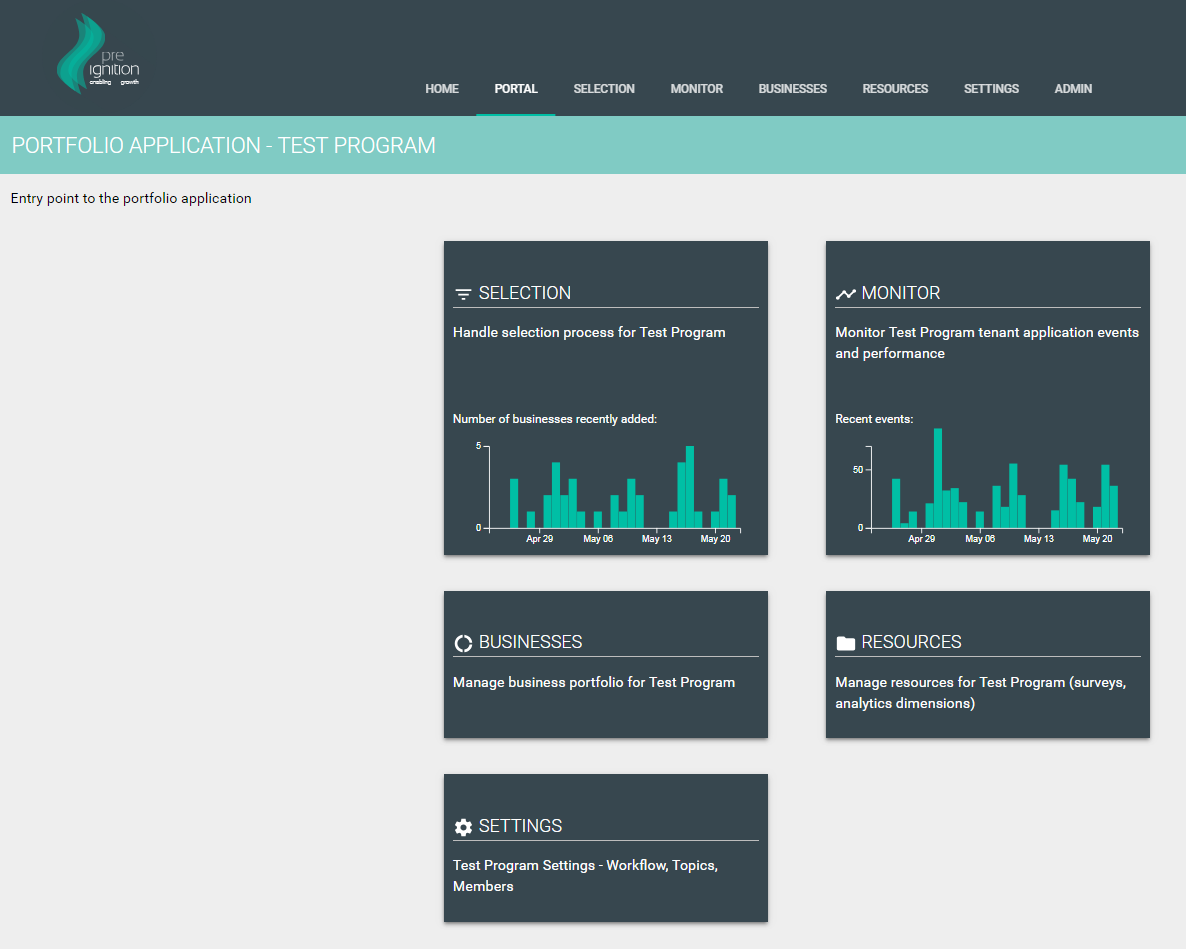 pre
ignition
enabling growth
HOME PORTAL SELECTION MONITOR BUSINESSES RESOURCES SETTINGS ADMIN
PORTFOLIO APPLICATION - TEST PROGRAM
Entry point to the portfolio application
SELECTION
Handle selection process for Test Program
Number of businesses recently added:
5
0
Apr 29 May 06 May 13 May 20
MONITOR
Monitor Test Program tenant application events
and performance
Recent events:
50
0
Apr 29 May 06 May 13 May 20
BUSINESSES
Manage business portfolio for Test Program
RESOURCES
Manage resources for Test Program (surveys,
analytics dimensions)
SETTINGS
Test Program Settings - Workflow, Topics,
Members